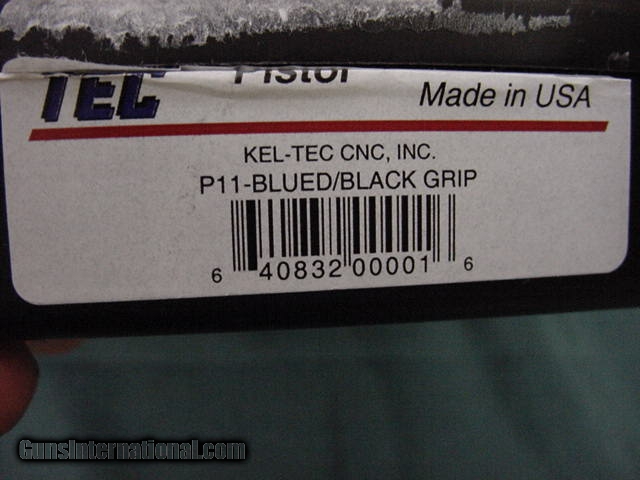 Pistol
TEC
Made in USA
KEL-TEC CNC, INC.
P11-BLUED/BLACK GRIP
6 40832 00001 6
GunsInternational.com